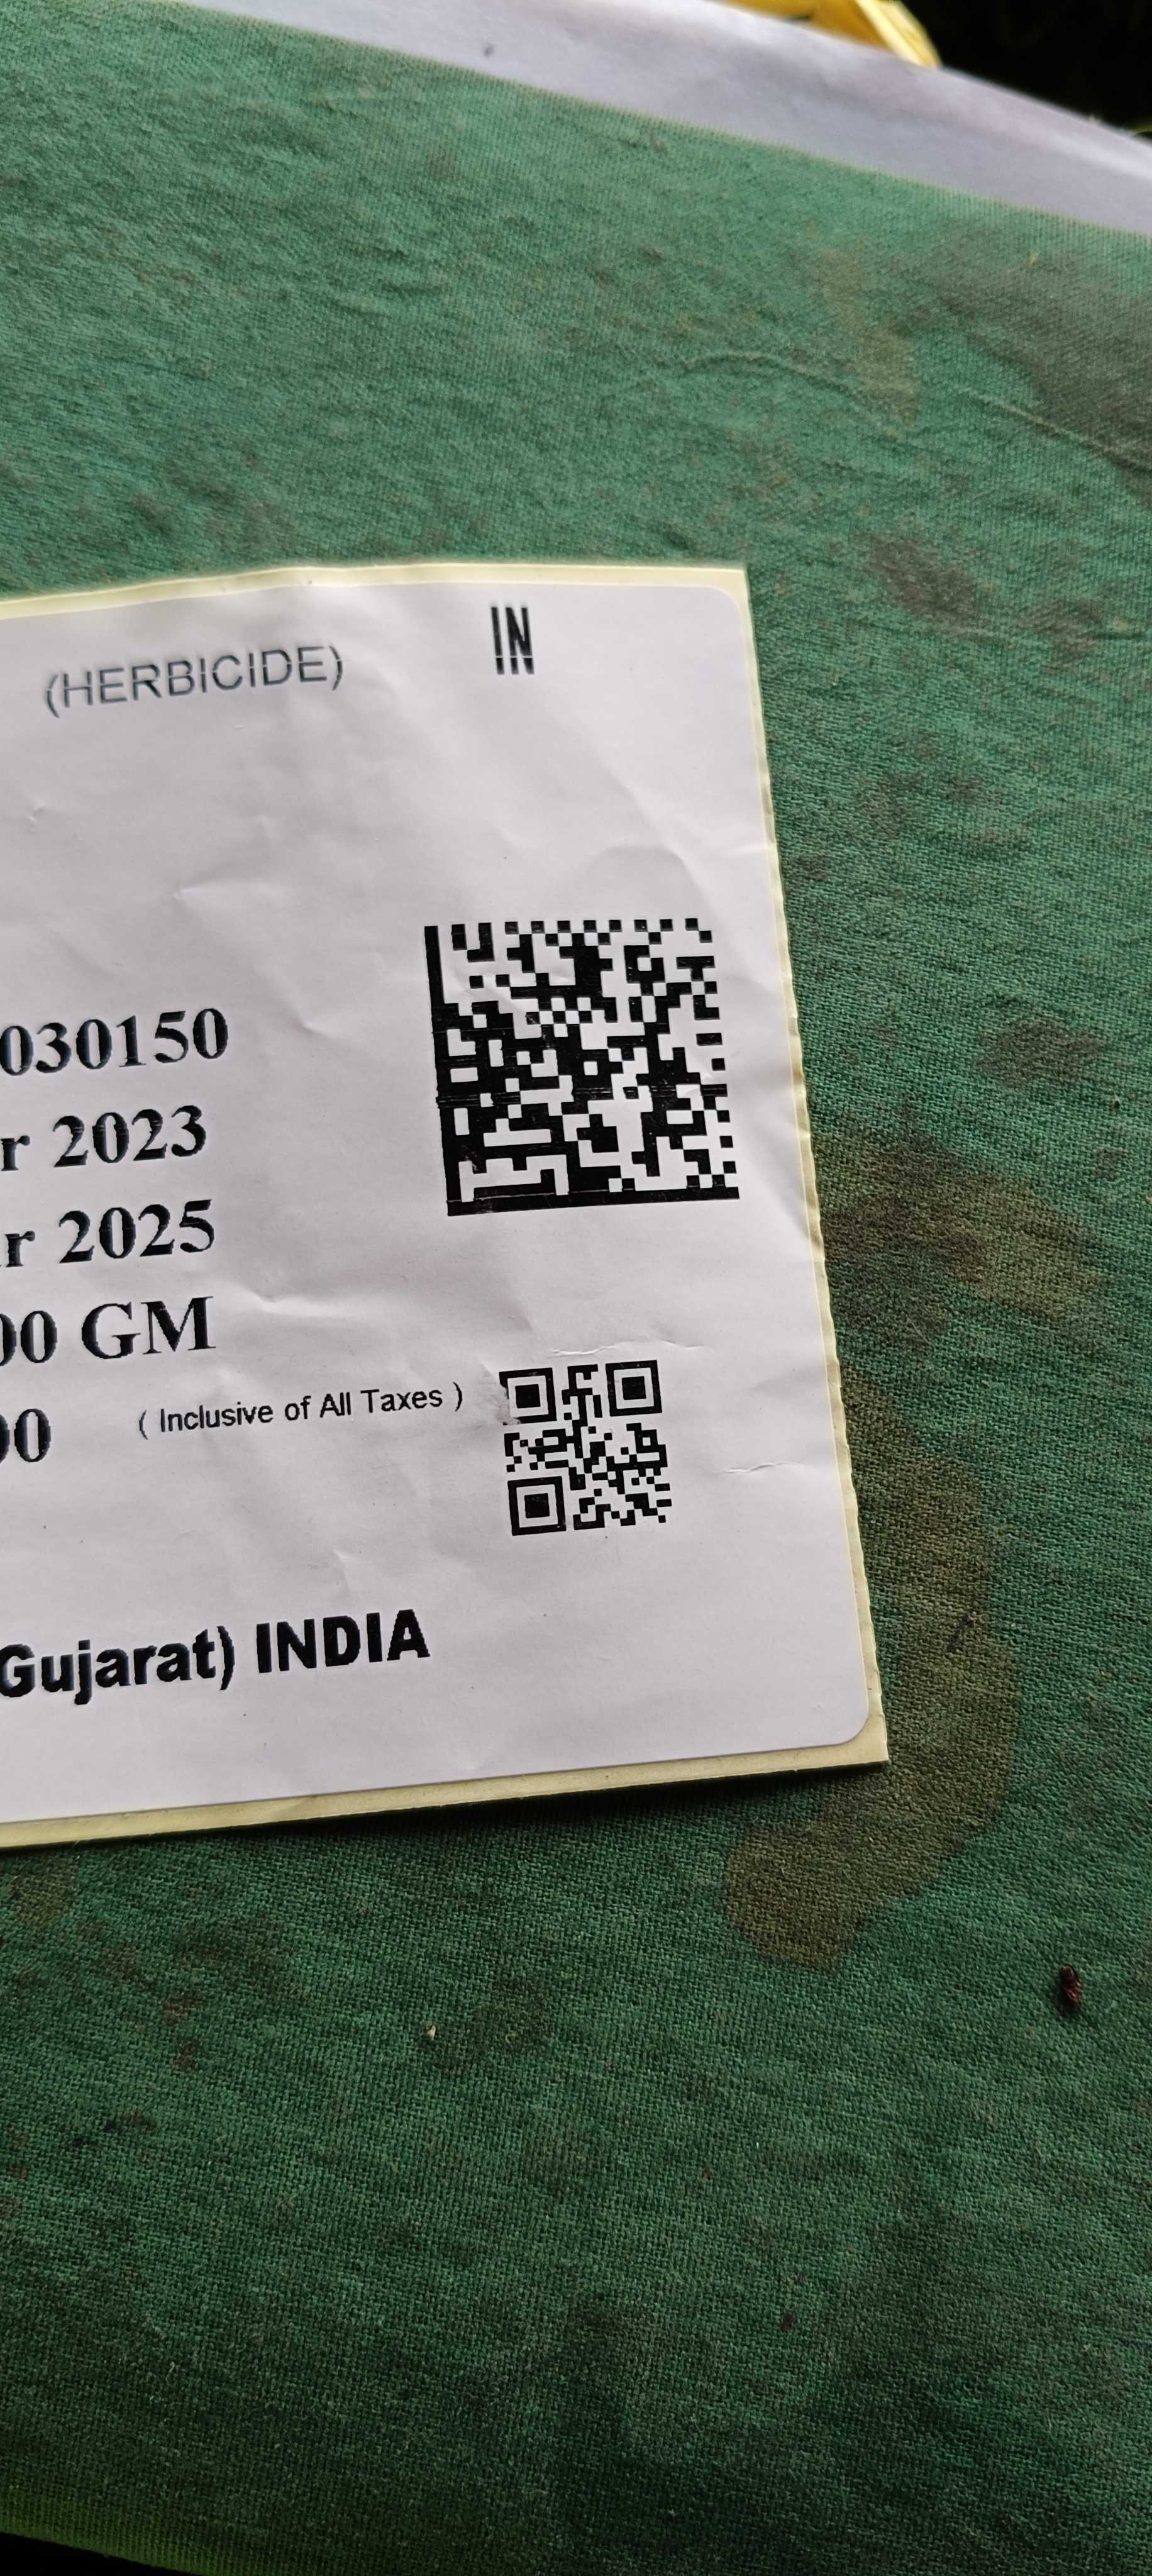 (HERBICIDE)
IN
030150
r 2023
r 2025
00 GM
00 ( Inclusive of All Taxes )
Gujarat) INDIA